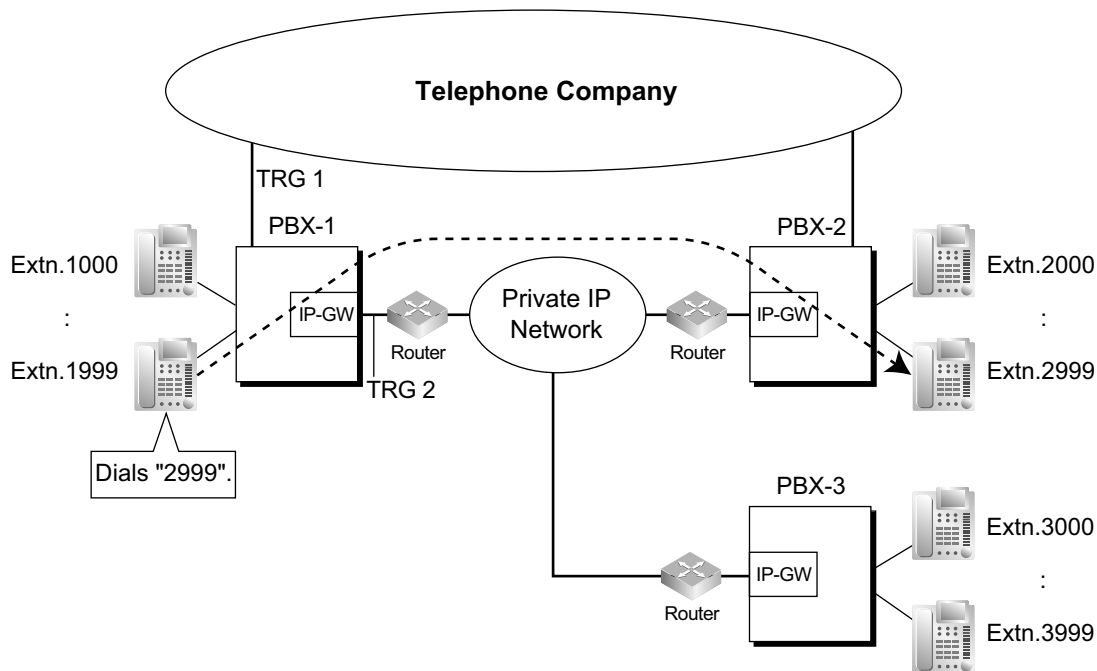 Telephone Company
TRG 1
PBX-1
PBX-2
Extn.1000
:
Extn.1999
IP-GW
Router
TRG 2
Private IP
Network
Router
IP-GW
Extn.2000
:
Extn.2999
Dials "2999".
PBX-3
Router
IP-GW
Extn.3000
:
Extn.3999